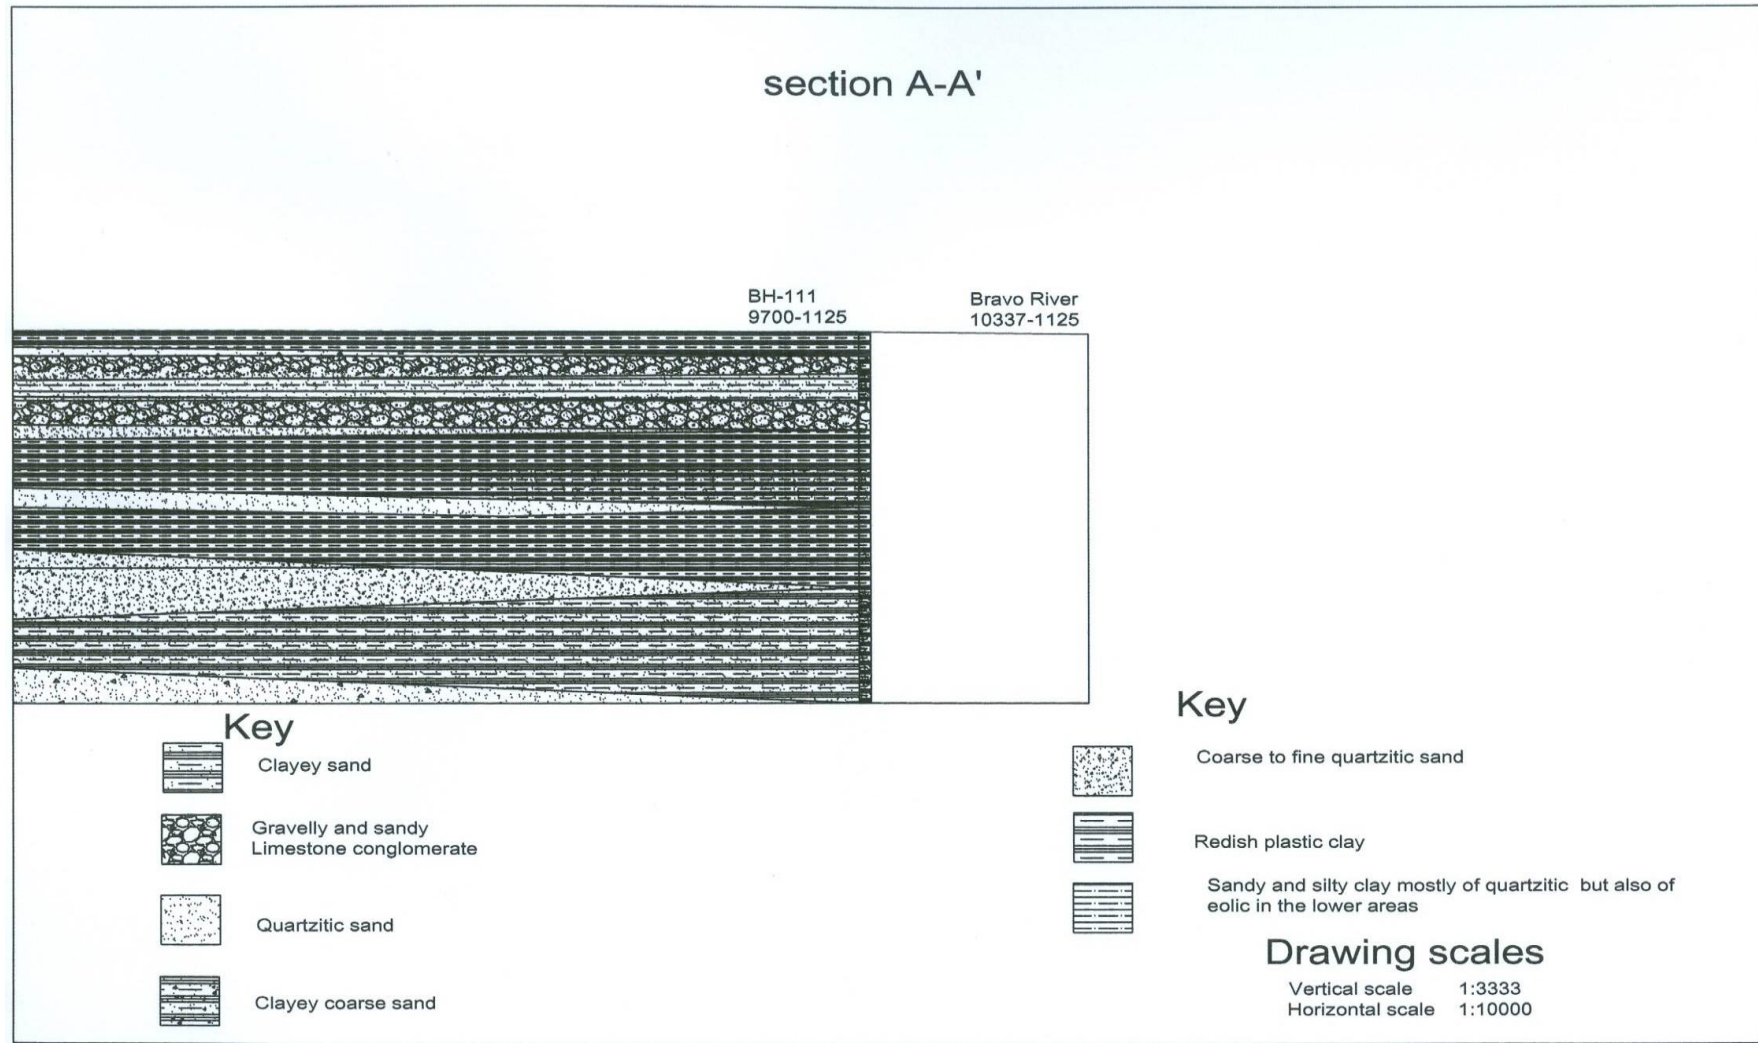 section A-A'
BH-111
9700-1125
Bravo River
10337-1125
Key
Clayey sand
Gravelly and sandy
Limestone conglomerate
Quartzitic sand
Clayey coarse sand
Key
Coarse to fine quartzitic sand
Redish plastic clay
Sandy and silty clay mostly of quartzitic but also of
eolic in the lower areas
Drawing scales
Vertical scale 1:3333
Horizontal scale 1:10000